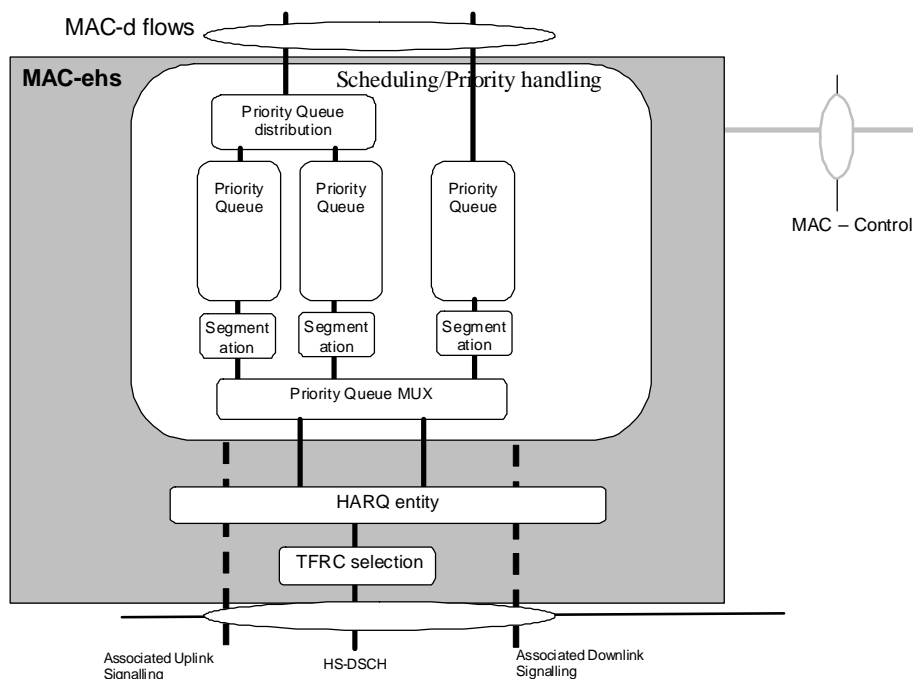 MAC-d flows
MAC-ehs
Scheduling/Priority handling
Priority Queue
distribution
Priority
Queue
Priority
Queue
Priority
Queue
MAC – Control
Segment
ation
Segment
ation
Segment
ation
Priority Queue MUX
HARQ entity
TFRC selection
Associated Uplink
Signalling
HS-DSCH
Associated Downlink
Signalling